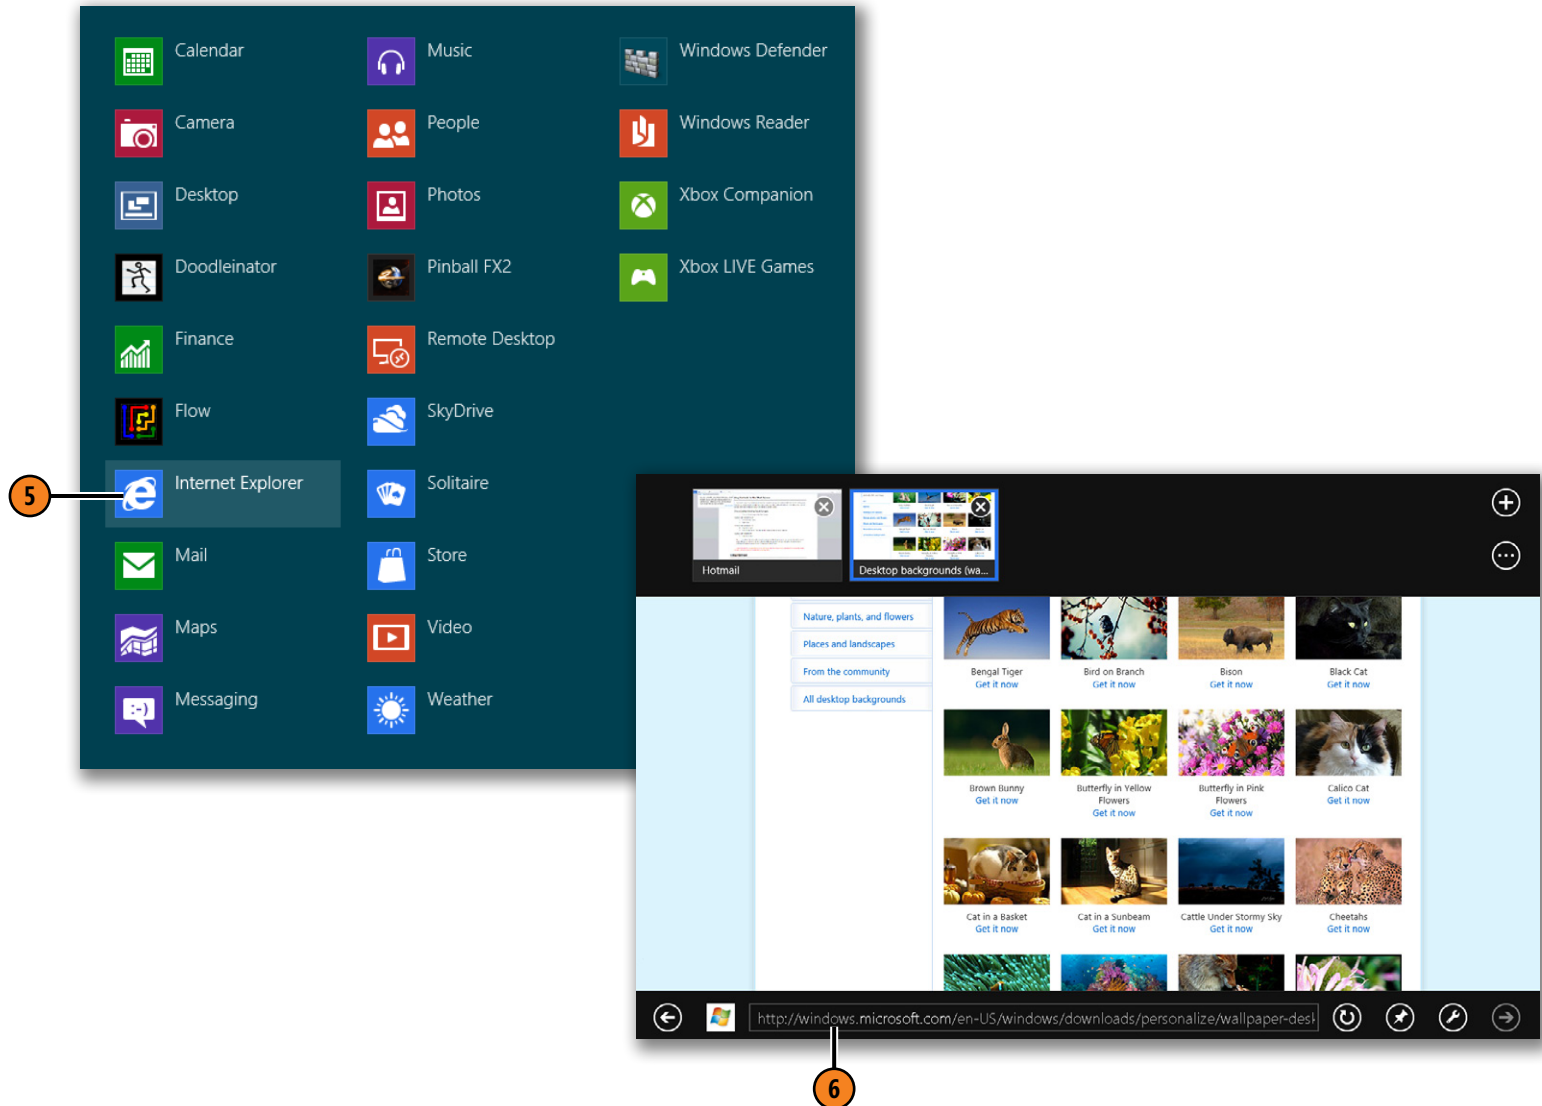 Calendar
Camera
Desktop
Doodleinator
Finance
Flow
Internet Explorer
Mail
Maps
Messaging
Music
People
Photos
Pinball FX2
Remote Desktop
SkyDrive
Solitaire
Store
Video
Weather
Windows Defender
Windows Reader
Xbox Companion
Xbox LIVE Games
5
Hotmail
Desktop backgrounds (wa...
Nature, plants, and flowers
Places and landscapes
From the community
All desktop backgrounds
Bengal Tiger
Get it now
Bird on Branch
Get it now
Bison
Get it now
Black Cat
Get it now
Brown Bunny
Get it now
Butterfly in Yellow
Flowers
Get it now
Butterfly in Pink
Flowers
Get it now
Calico Cat
Get it now
Cat in a Basket
Get it now
Cat in a Sunbeam
Get it now
Cattle Under Stormy Sky
Get it now
Cheetahs
Get it now
http://windows.microsoft.com/en-US/windows/downloads/personalize/wallpaper-desk
6